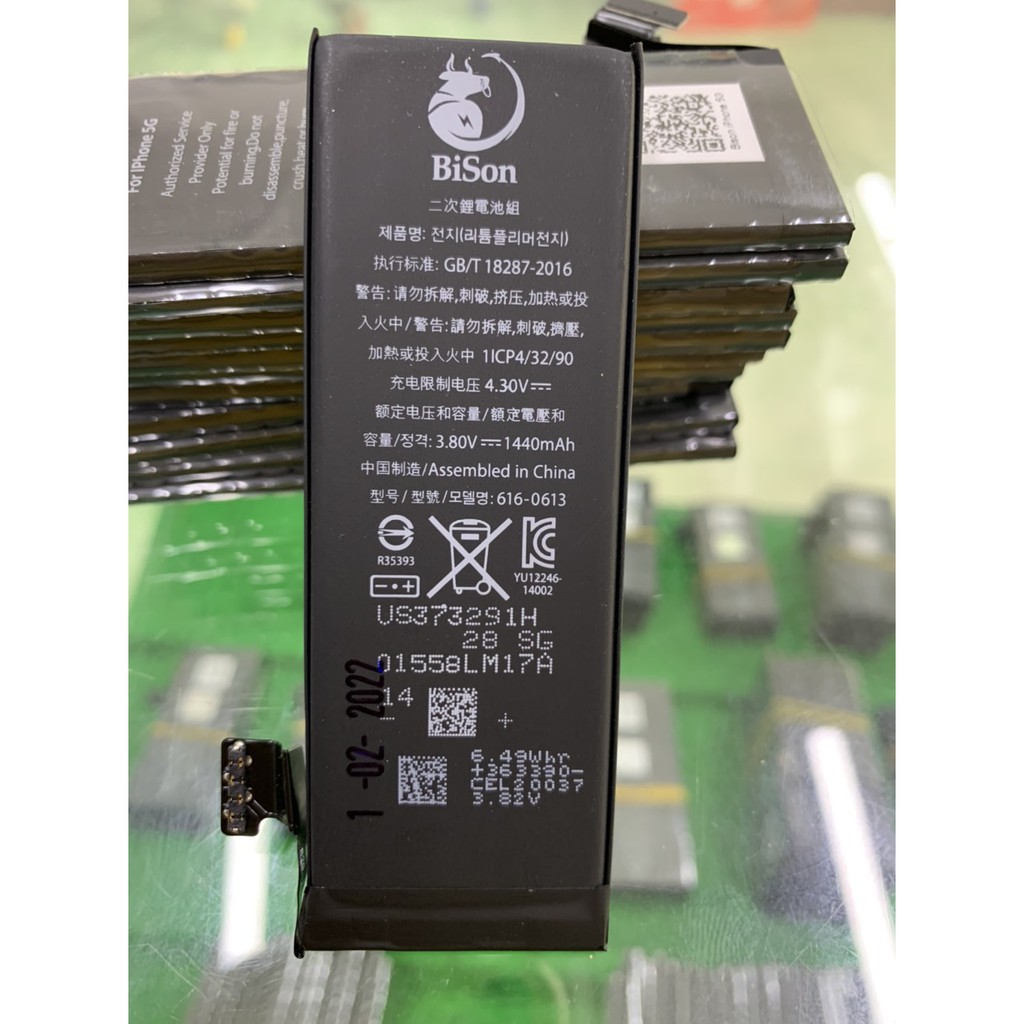 BiSon
二次鋰電池組
제품명: 전지(리튬폴리머전지)
执行标准: GB/T 18287-2016
警告:请勿拆解,刺破,挤压,加热或投
入火中/警告:請勿拆解,刺破,擠壓,
加熱或投入火中 1ICP4/32/90
充电限制电压 4.30V⎓
额定电压和容量/額定電壓和
容量/정격: 3.80V⎓1440mAh
中国制造/Assembled in China
型号/型號/모델명: 616-0613
R35393
YU12246-
14002
US373291H
28 SG
01558LM17A
14
6.49Whr
+363390-
CEL20037
3.82V
1 -02- 2022
For IPhone 5G
Authorized Service
Provider Only
Potential for fire or
burning.Do not
disassemble,puncture,
Bison iPhone 5G